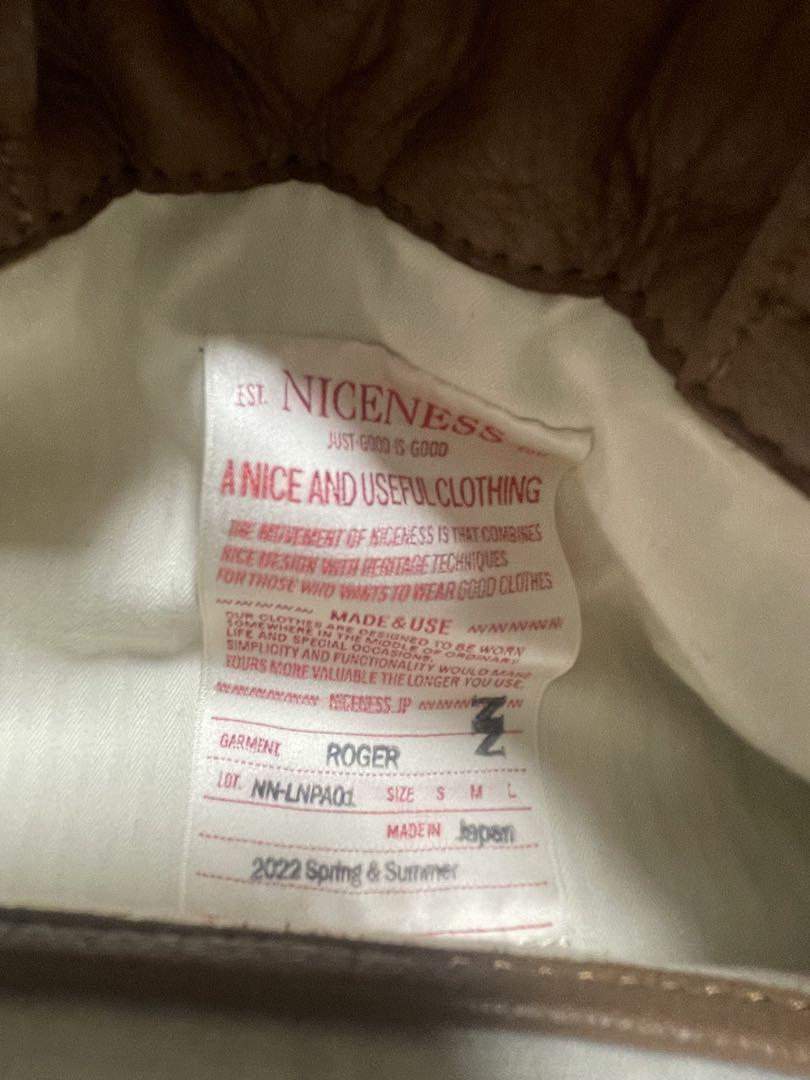 EST. NICENESS
JUST GOOD IS GOOD
A NICE AND USEFUL CLOTHING
THE MOVEMENT OF NICENESS IS THAT COMBINES
NICE DESIGN WITH HERITAGE TECHNIQUES
FOR THOSE WHO WANTS TO WEAR GOOD CLOTHES
MADE & USE
OUR CLOTHES ARE DESIGNED TO BE WORN
SOMEWHERE IN THE MIDDLE OF ORDINARY
LIFE AND SPECIAL OCCASIONS.
SIMPLICITY AND FUNCTIONALITY WOULD MAKE
YOURS MORE VALUABLE THE LONGER YOU USE.
NICENESS.JP
GARMENT. ROGER
LOT. NN-LNPA01 SIZE S M L
MADE IN Japan
2022 Spring & Summer